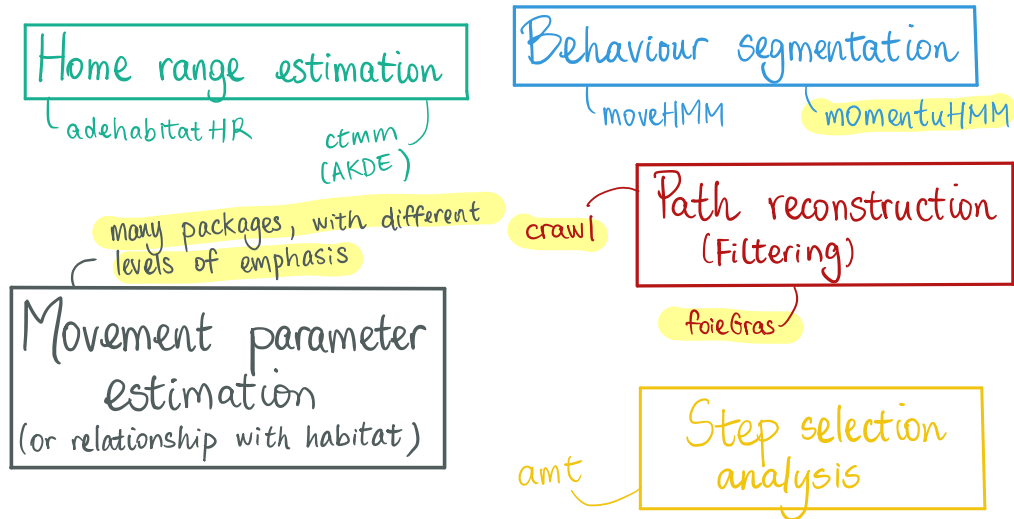 Home range estimation
adehabitatHR
ctmm
(AKDE)
Behaviour segmentation
moveHMM
momentuHMM
many packages, with different
levels of emphasis
Movement parameter
estimation
(or relationship with habitat)
Path reconstruction
(Filtering)
crawl
foieGras
Step selection
analysis
amt